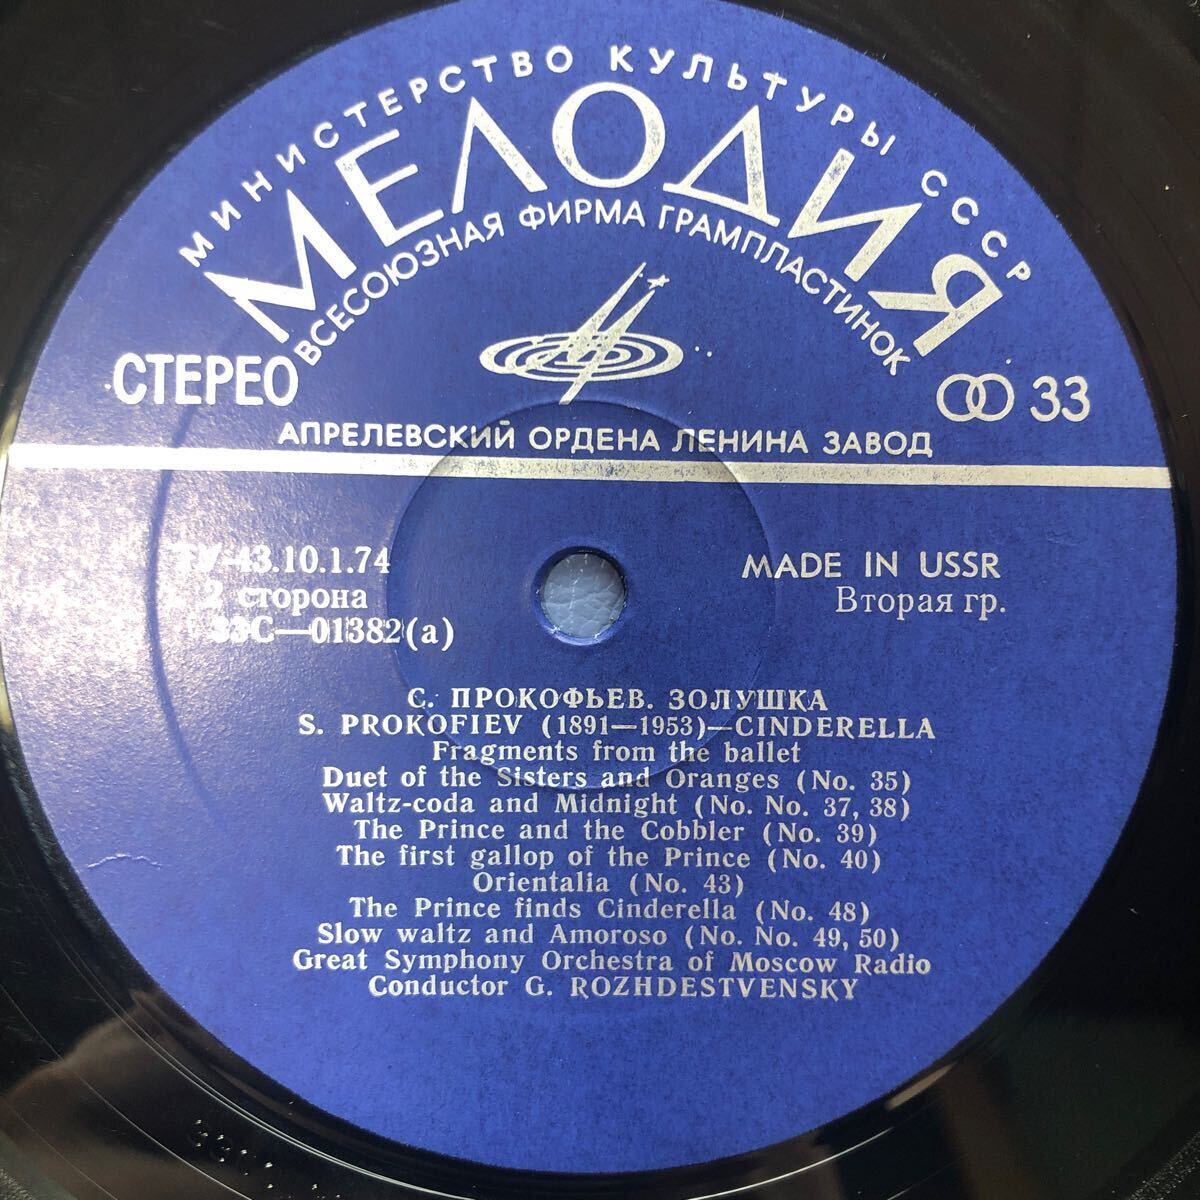 МИНИСТЕРСТВО КУЛЬТУРЫ СССР
МЕЛОДИЯ
ВСЕСОЮЗНАЯ ФИРМА ГРАМПЛАСТИНОК
СТЕРЕО
33
АПРЕЛЕВСКИЙ ОРДЕНА ЛЕНИНА ЗАВОД
ТУ-43.10.1.74
2 сторона
33С—01382(а)
MADE IN USSR
Вторая гр.
С. ПРОКОФЬЕВ. ЗОЛУШКА
S. PROKOFIEV (1891—1953)—CINDERELLA
Fragments from the ballet
Duet of the Sisters and Oranges (No. 35)
Waltz-coda and Midnight (No. No. 37, 38)
The Prince and the Cobbler (No. 39)
The first gallop of the Prince (No. 40)
Orientalia (No. 43)
The Prince finds Cinderella (No. 48)
Slow waltz and Amoroso (No. No. 49, 50)
Great Symphony Orchestra of Moscow Radio
Conductor G. ROZHDESTVENSKY